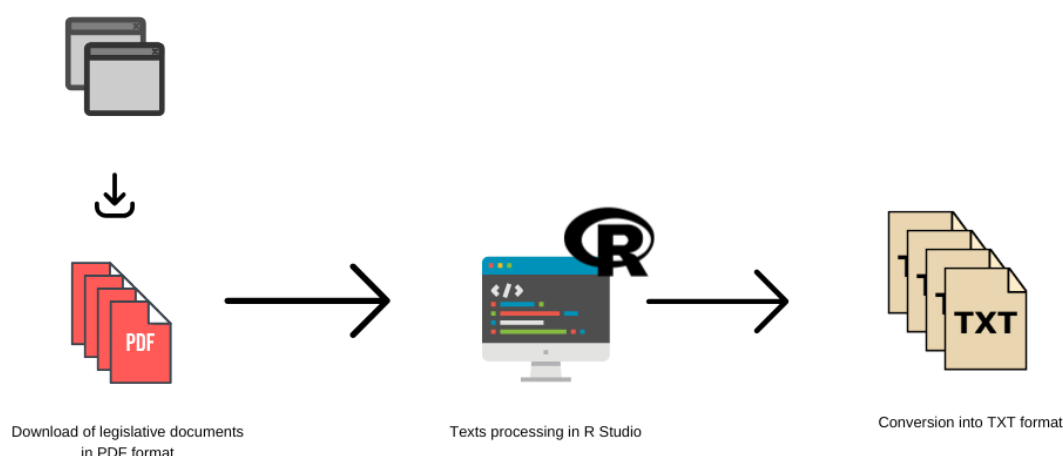 R
PDF
TXT
Download of legislative documents
in PDF format
Texts processing in R Studio
Conversion into TXT format